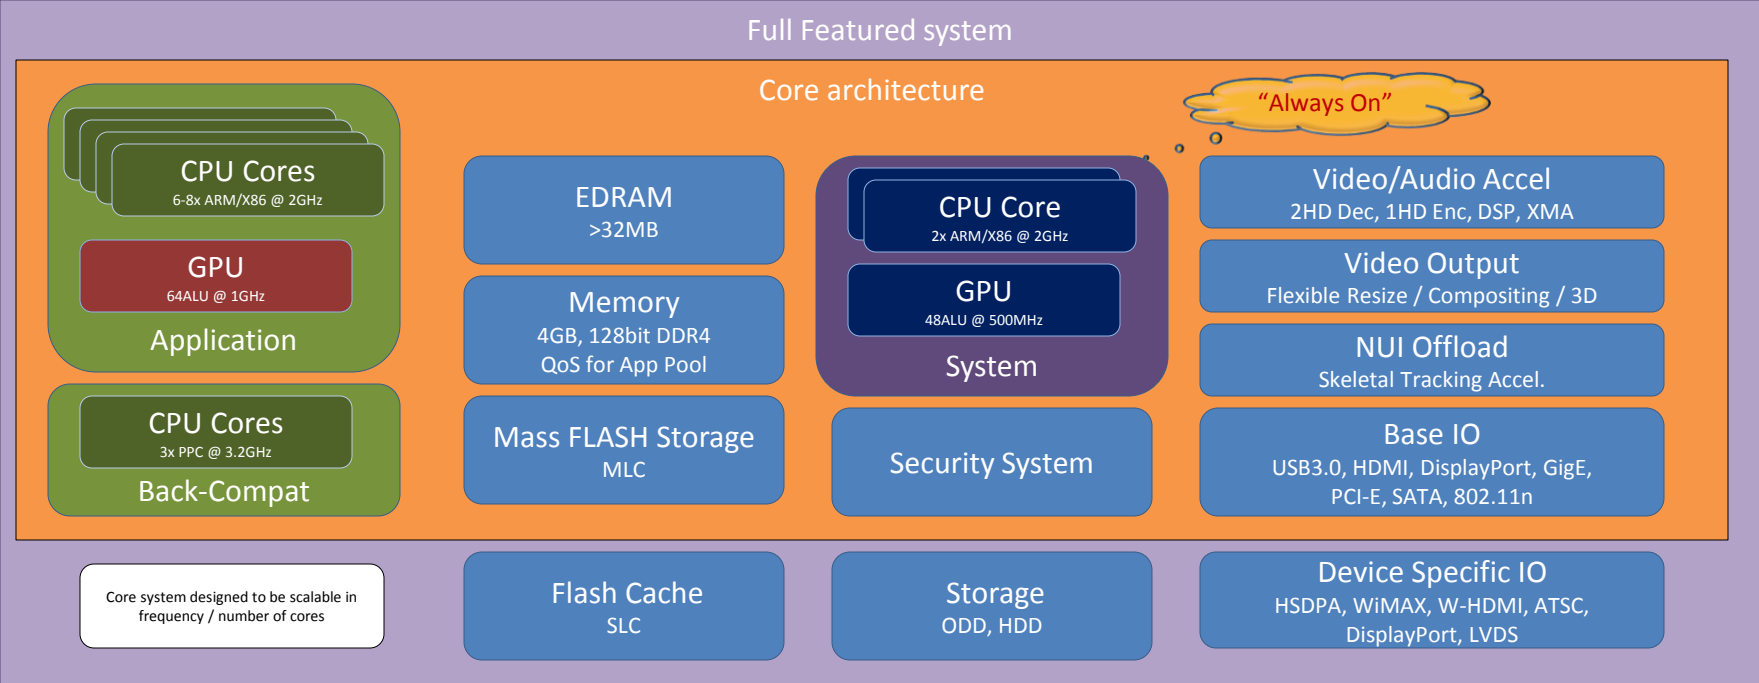 Full Featured system
Core architecture
“Always On”
CPU Cores
6-8x ARM/X86 @ 2GHz
GPU
64ALU @ 1GHz
Application
CPU Cores
3x PPC @ 3.2GHz
Back-Compat
EDRAM
>32MB
Memory
4GB, 128bit DDR4
QoS for App Pool
Mass FLASH Storage
MLC
CPU Core
2x ARM/X86 @ 2GHz
GPU
48ALU @ 500MHz
System
Security System
Video/Audio Accel
2HD Dec, 1HD Enc, DSP, XMA
Video Output
Flexible Resize / Compositing / 3D
NUI Offload
Skeletal Tracking Accel.
Base IO
USB3.0, HDMI, DisplayPort, GigE,
PCI-E, SATA, 802.11n
Core system designed to be scalable in
frequency / number of cores
Flash Cache
SLC
Storage
ODD, HDD
Device Specific IO
HSDPA, WiMAX, W-HDMI, ATSC,
DisplayPort, LVDS